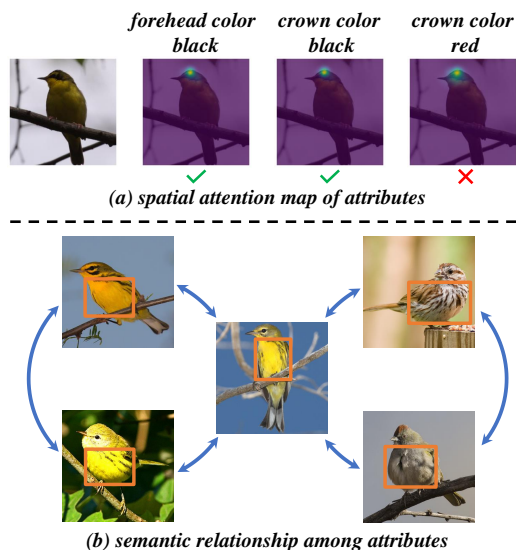 forehead color crown color crown color
black black red
(a) spatial attention map of attributes
(b) semantic relationship among attributes